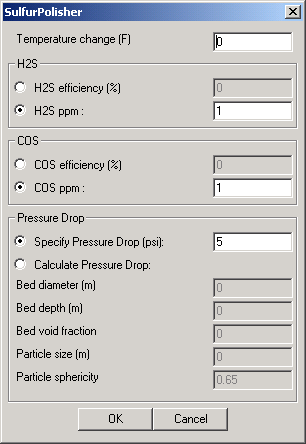 SulfurPolisher
Temperature change (F) 0
H2S
H2S efficiency (%) 0
H2S ppm : 1
COS
COS efficiency (%) 0
COS ppm : 1
Pressure Drop
Specify Pressure Drop (psi): 5
Calculate Pressure Drop:
Bed diameter (m) 0
Bed depth (m) 0
Bed void fraction 0
Particle size (m) 0
Particle sphericity 0.65
OK Cancel